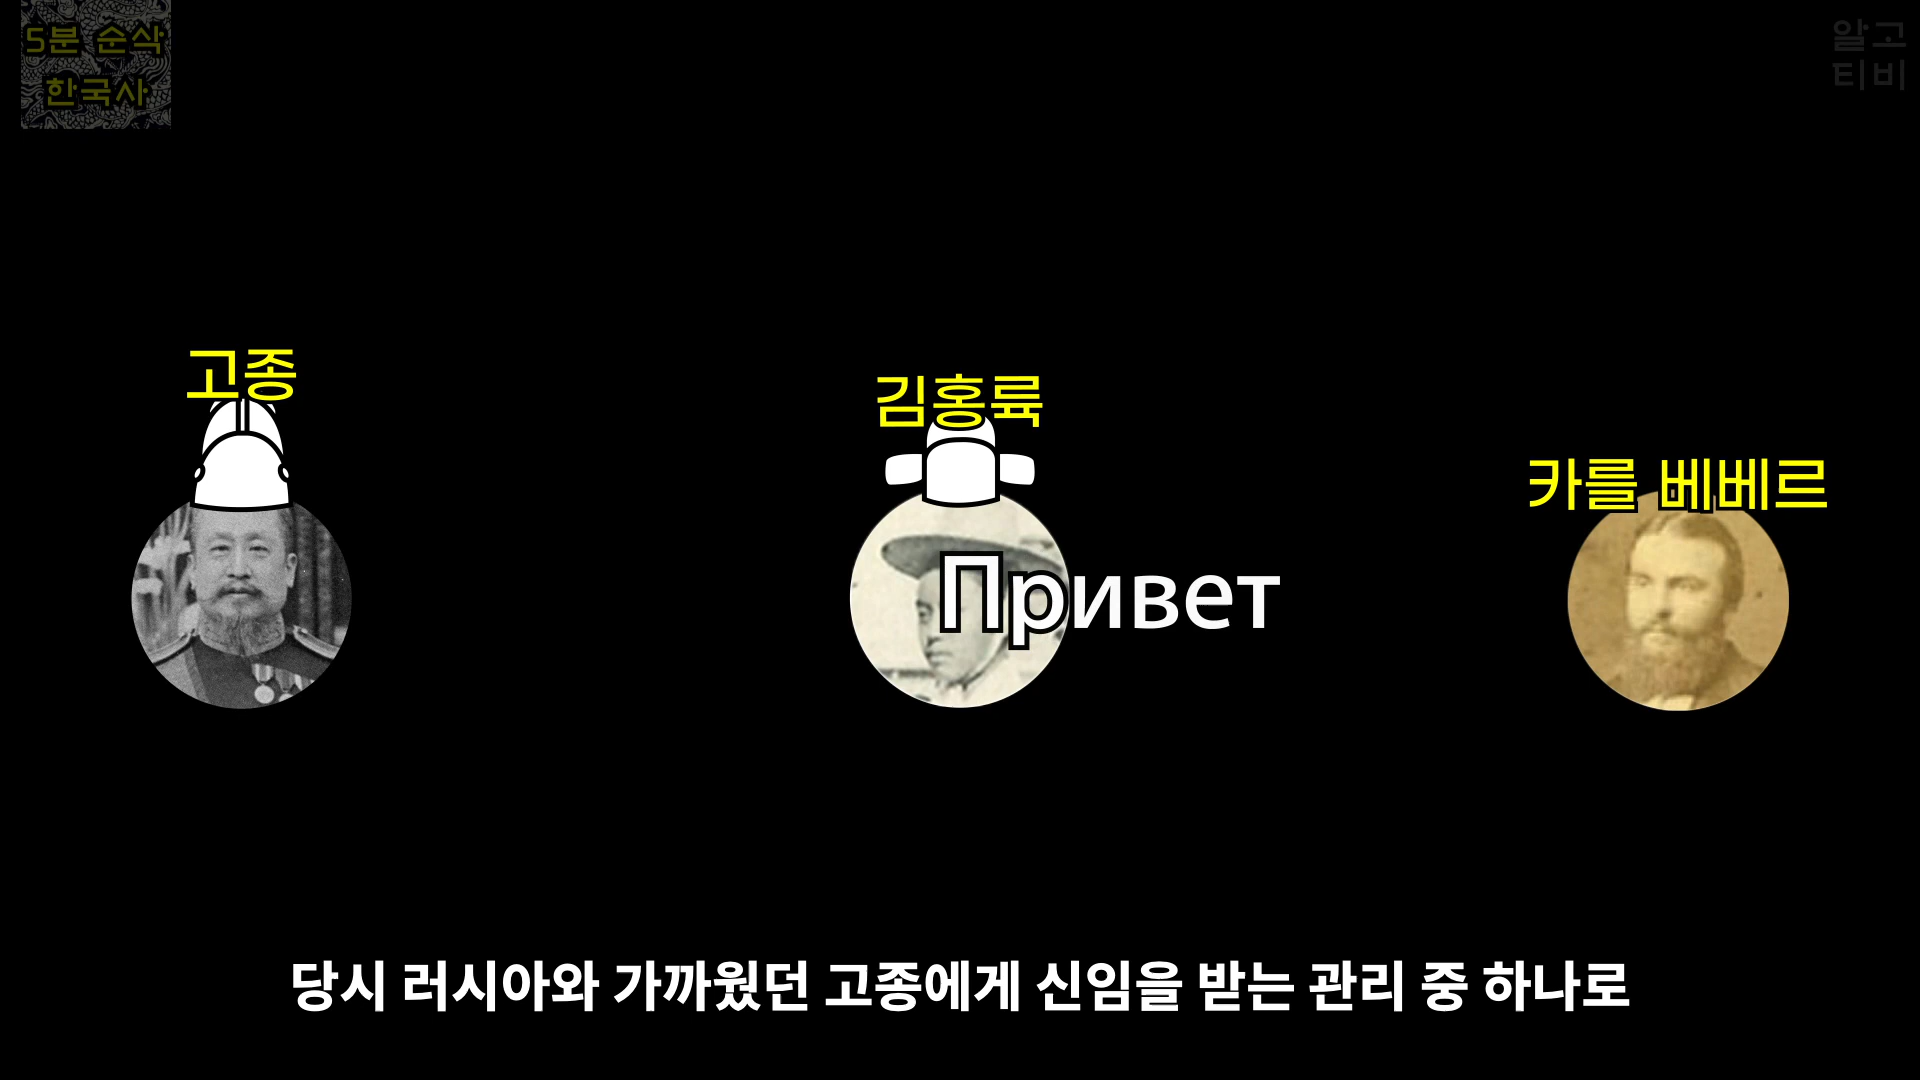 5분 순삭
한국사
알고
티비
고종
김홍륙
카를 베베르
Привет
당시 러시아와 가까웠던 고종에게 신임을 받는 관리 중 하나로